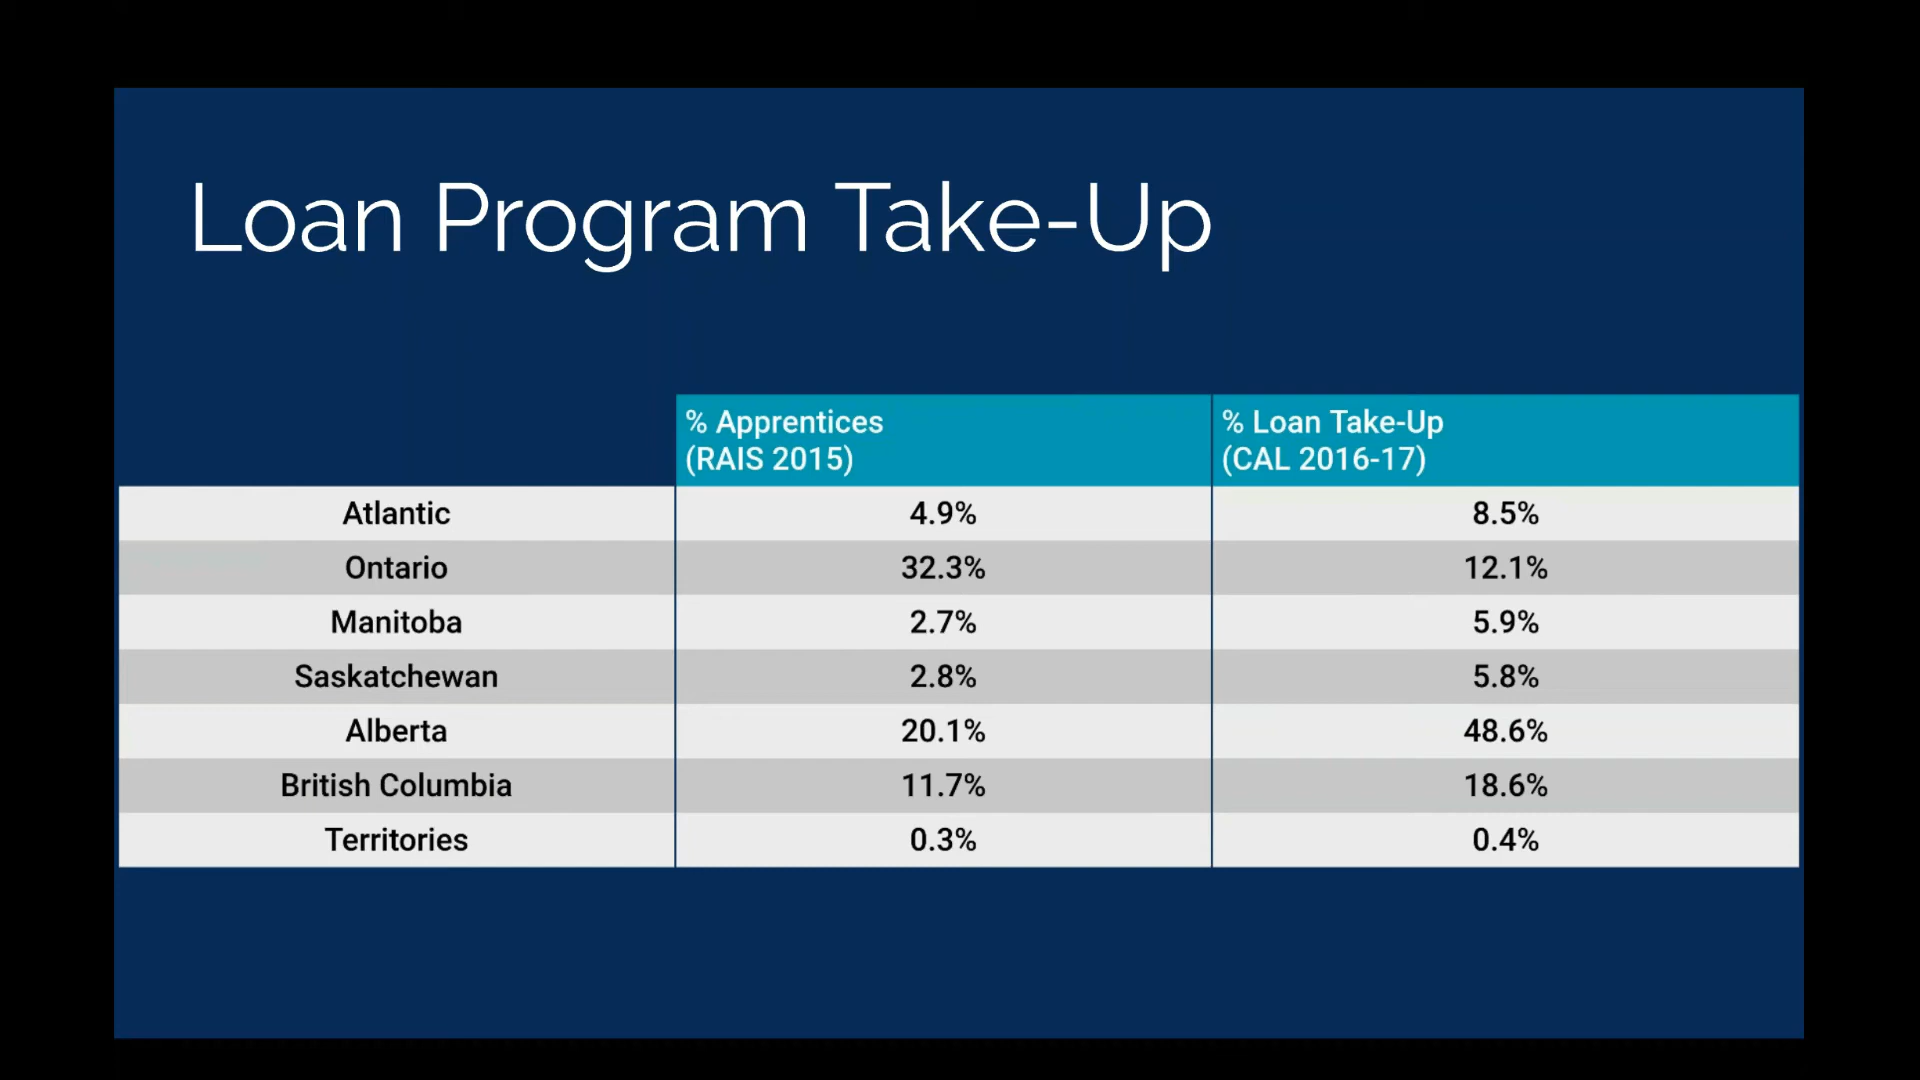 Loan Program Take-Up
% Apprentices
(RAIS 2015)
% Loan Take-Up
(CAL 2016-17)
Atlantic 4.9% 8.5%
Ontario 32.3% 12.1%
Manitoba 2.7% 5.9%
Saskatchewan 2.8% 5.8%
Alberta 20.1% 48.6%
British Columbia 11.7% 18.6%
Territories 0.3% 0.4%